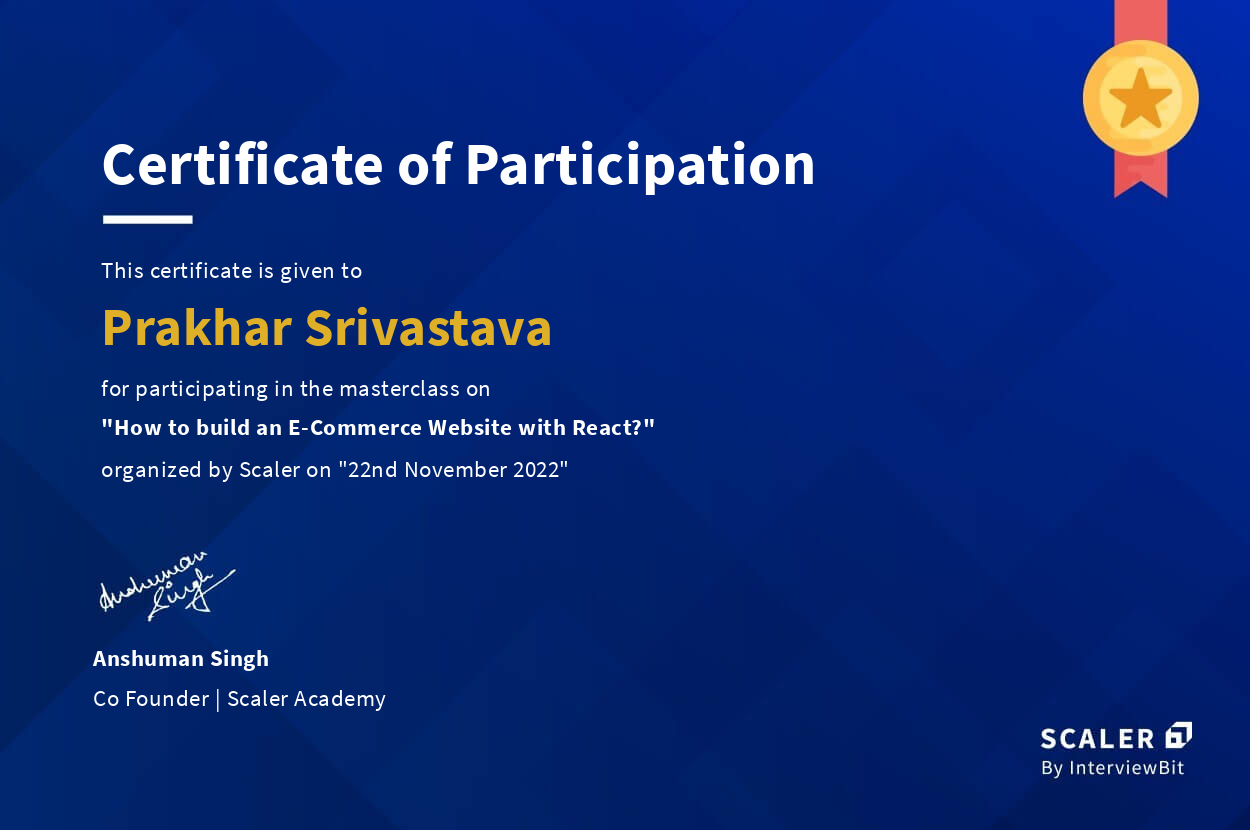 Certificate of Participation
This certificate is given to
Prakhar Srivastava
for participating in the masterclass on
"How to build an E-Commerce Website with React?"
organized by Scaler on "22nd November 2022"
Anshuman
Singh
Anshuman Singh
Co Founder | Scaler Academy
SCALER
By InterviewBit